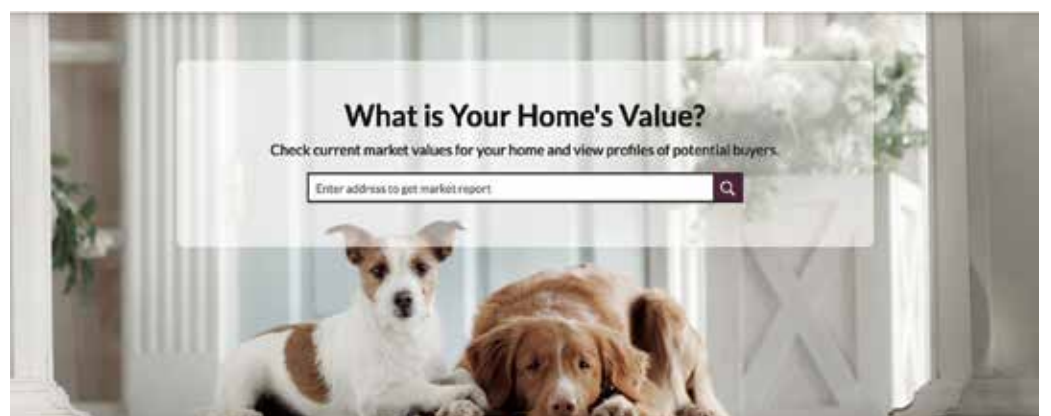 What is Your Home's Value?
Check current market values for your home and view profiles of potential buyers.
Enter address to get market report